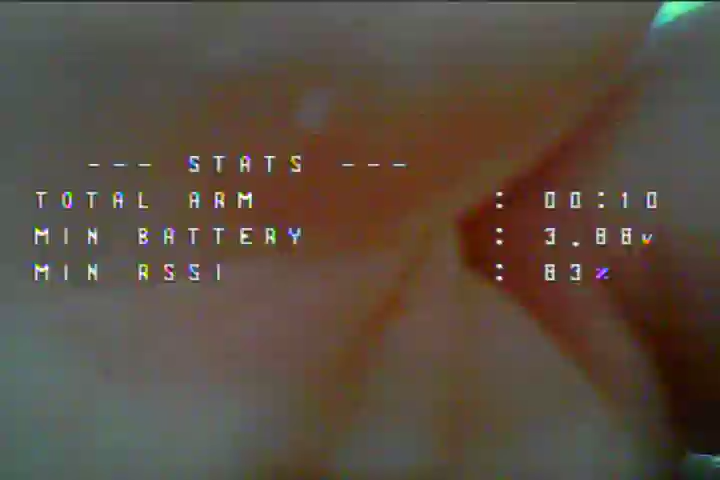 --- STATS ---
TOTAL ARM : 00:10
MIN BATTERY : 3.88v
MIN RSSI : 83%